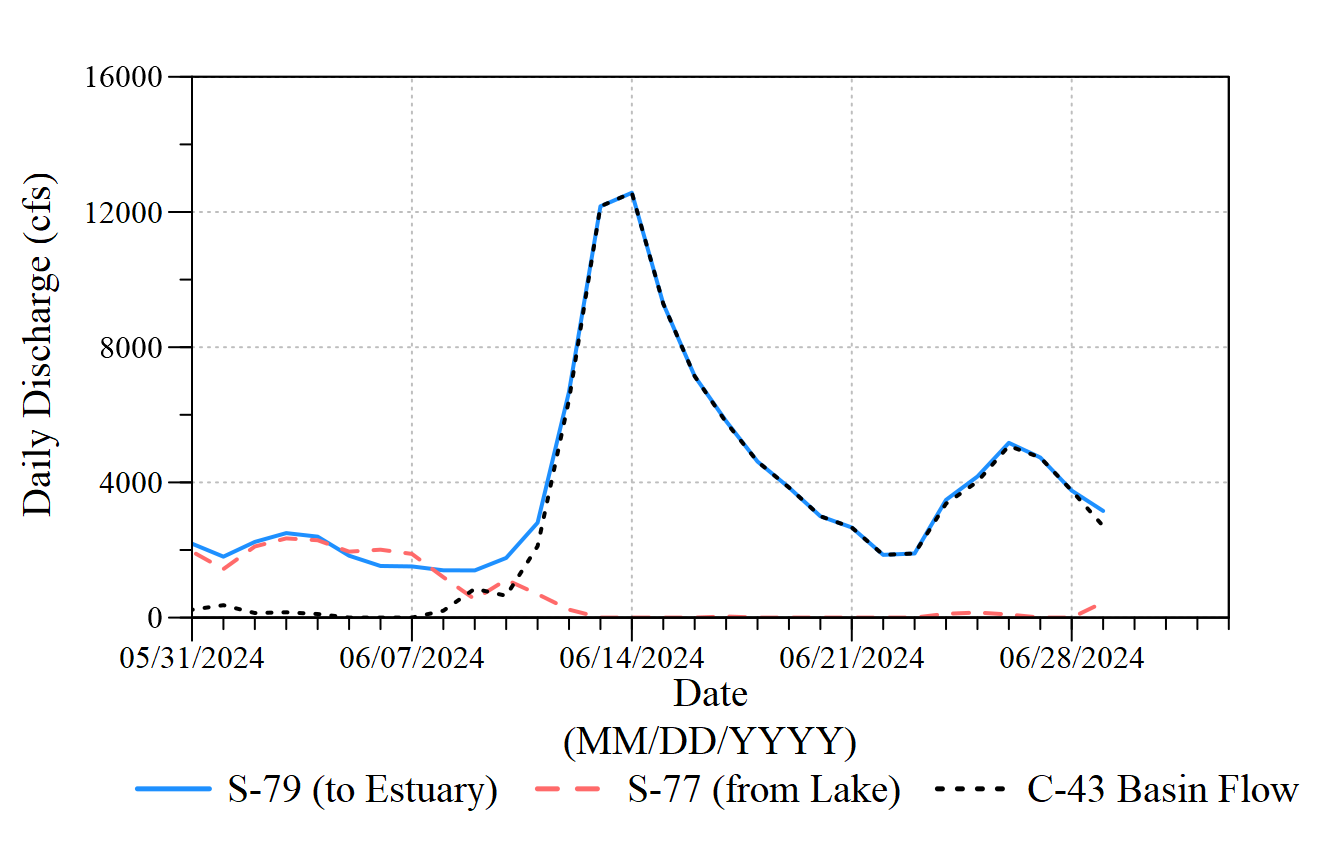 16000
12000
8000
4000
0
Daily Discharge (cfs)
05/31/2024 06/07/2024 06/14/2024 06/21/2024 06/28/2024
Date
(MM/DD/YYYY)
S-79 (to Estuary) S-77 (from Lake) C-43 Basin Flow